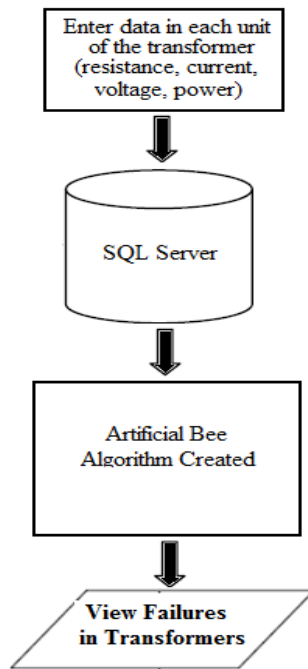 Enter data in each unit
of the transformer
(resistance, current,
voltage, power)
SQL Server
Artificial Bee
Algorithm Created
View Failures
in Transformers